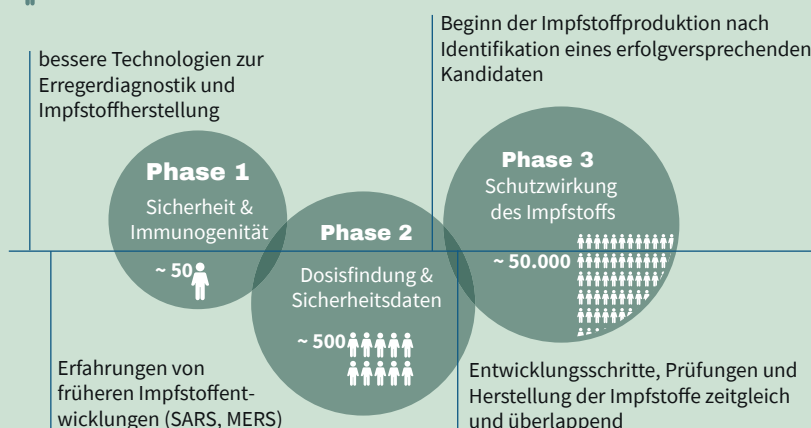 bessere Technologien zur
Erregerdiagnostik und
Impfstoffherstellung
Beginn der Impfstoffproduktion nach
Identifikation eines erfolgversprechenden
Kandidaten
Phase 1
Sicherheit &
Immunogenität
~ 50
Phase 2
Dosisfindung &
Sicherheitsdaten
~ 500
Phase 3
Schutzwirkung
des Impfstoffs
~ 50.000
Erfahrungen von
früheren Impfstoffent-
wicklungen (SARS, MERS)
Entwicklungsschritte, Prüfungen und
Herstellung der Impfstoffe zeitgleich
und überlappend